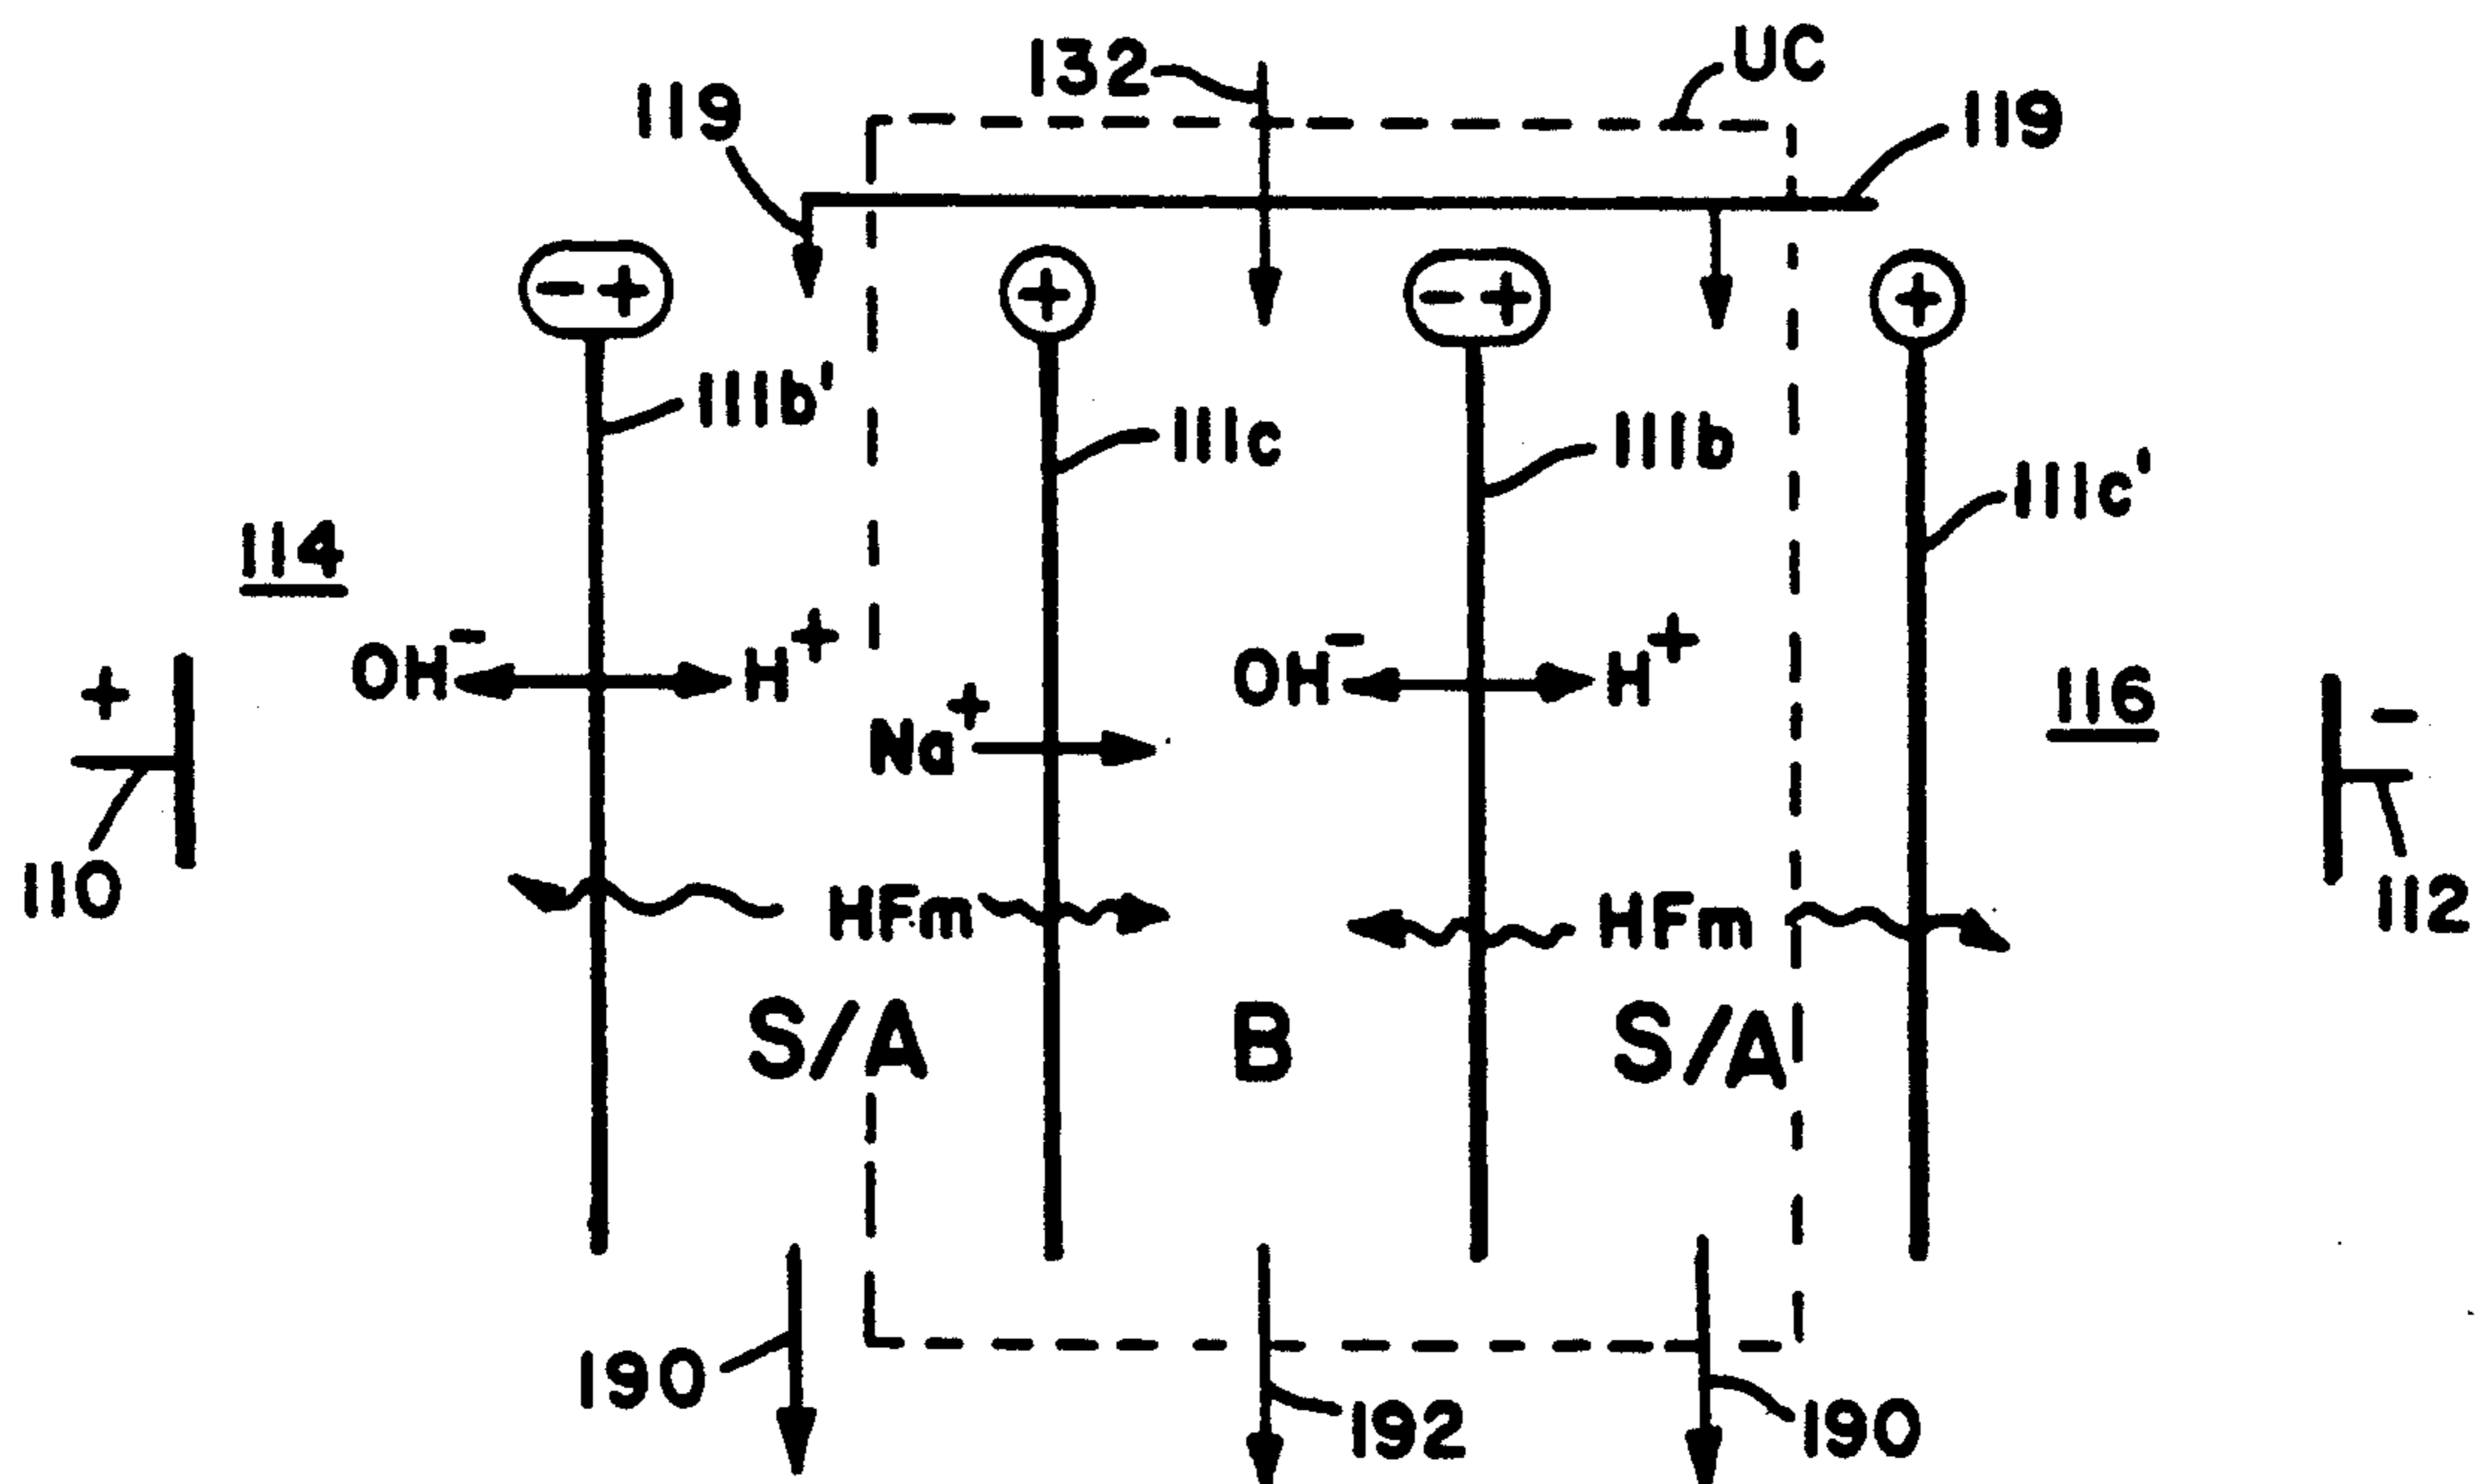 132
UC
119
119
− +
+
− +
+
111b'
111c
111b
111c'
114
OH⁻
H⁺
OH⁻
H⁺
116
+
Na⁺
−
110
HFm
HFm
112
S/A
B
S/A
190
192
190